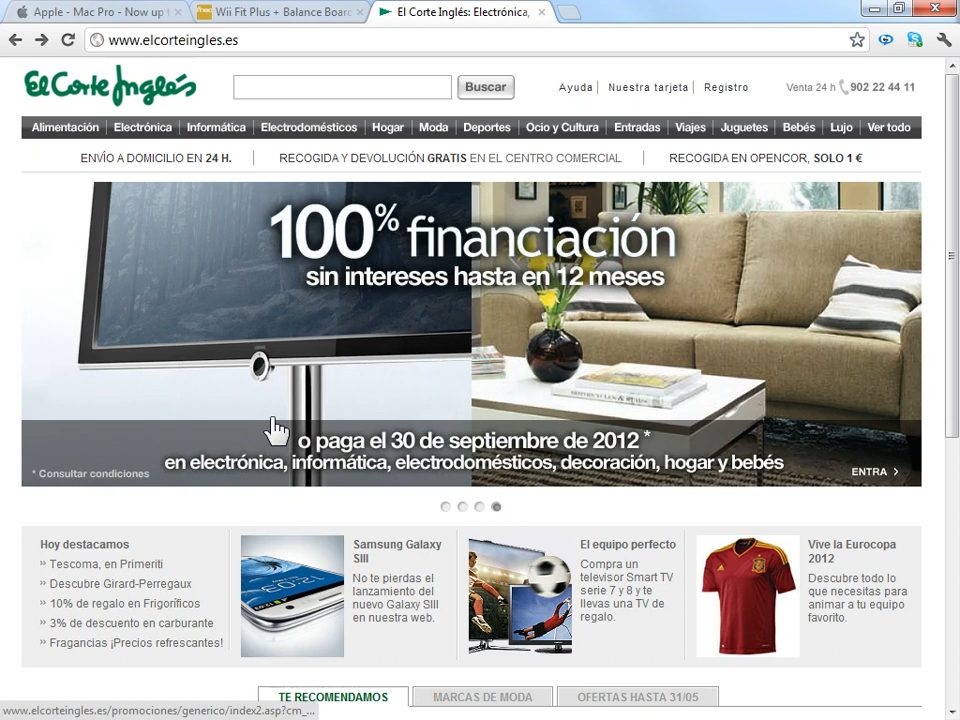 Apple - Mac Pro - Now up t
fnac Wii Fit Plus + Balance Board
El Corte Inglés: Electrónica,
www.elcorteingles.es
El Corte Inglés
Buscar
Ayuda Nuestra tarjeta Registro
Venta 24 h 902 22 44 11
Alimentación Electrónica Informática Electrodomésticos Hogar Moda Deportes Ocio y Cultura Entradas Viajes Juguetes Bebés Lujo Ver todo
ENVÍO A DOMICILIO EN 24 H. RECOGIDA Y DEVOLUCIÓN GRATIS EN EL CENTRO COMERCIAL RECOGIDA EN OPENCOR, SOLO 1 €
100% financiación
sin intereses hasta en 12 meses
MOTORCYCLES &
o paga el 30 de septiembre de 2012 *
en electrónica, informática, electrodomésticos, decoración, hogar y bebés
* Consultar condiciones
ENTRA >
Hoy destacamos
» Tescoma, en Primeriti
» Descubre Girard-Perregaux
» 10% de regalo en Frigoríficos
» 3% de descuento en carburante
» Fragancias ¡Precios refrescantes!
Samsung Galaxy
SIII
No te pierdas el
lanzamiento del
nuevo Galaxy SIII
en nuestra web.
El equipo perfecto
Compra un
televisor Smart TV
serie 7 y 8 y te
llevas una TV de
regalo.
Vive la Eurocopa
2012
Descubre todo lo
que necesitas para
animar a tu equipo
favorito.
TE RECOMENDAMOS MARCAS DE MODA OFERTAS HASTA 31/05
www.elcorteingles.es/promociones/generico/index2.asp?cm_...